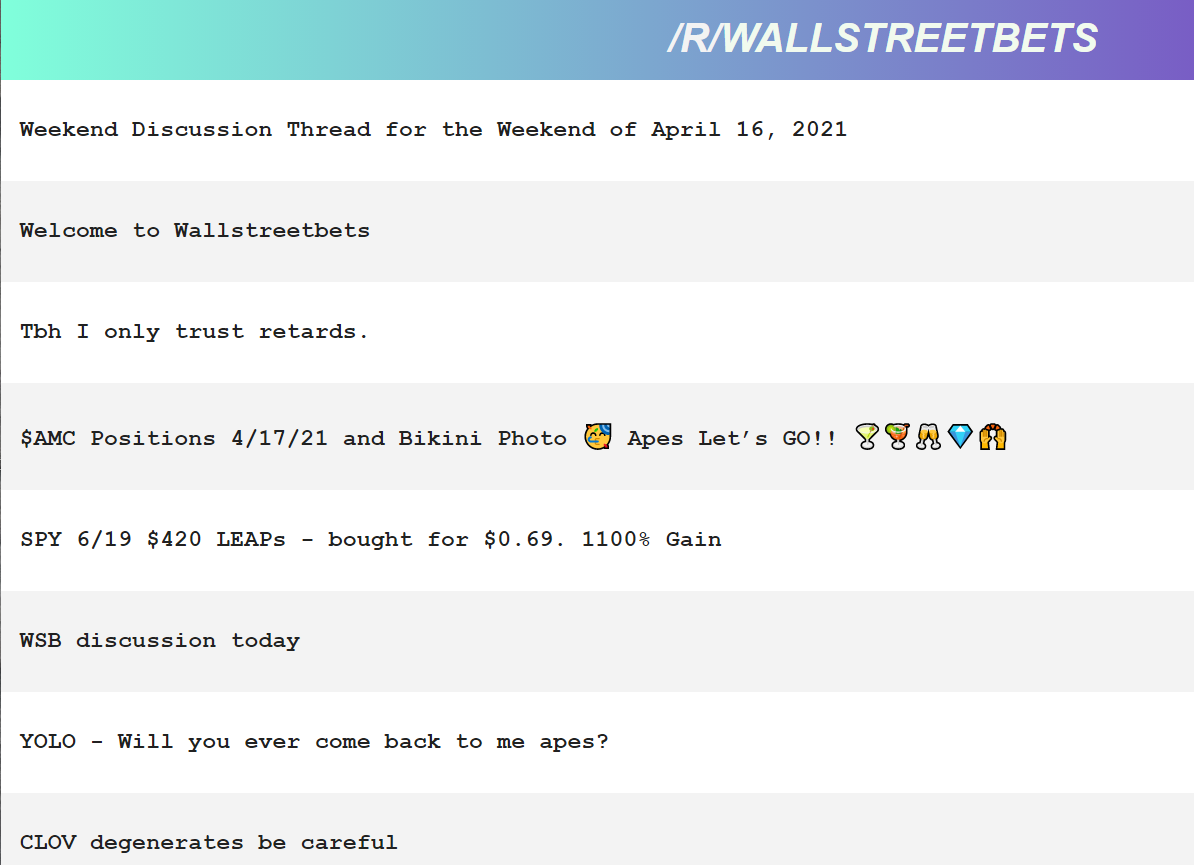 /R/WALLSTREETBETS
Weekend Discussion Thread for the Weekend of April 16, 2021
Welcome to Wallstreetbets
Tbh I only trust retards.
$AMC Positions 4/17/21 and Bikini Photo 🥳 Apes Let’s GO!! 🍸🍹🥂💎🙌
SPY 6/19 $420 LEAPs - bought for $0.69. 1100% Gain
WSB discussion today
YOLO - Will you ever come back to me apes?
CLOV degenerates be careful